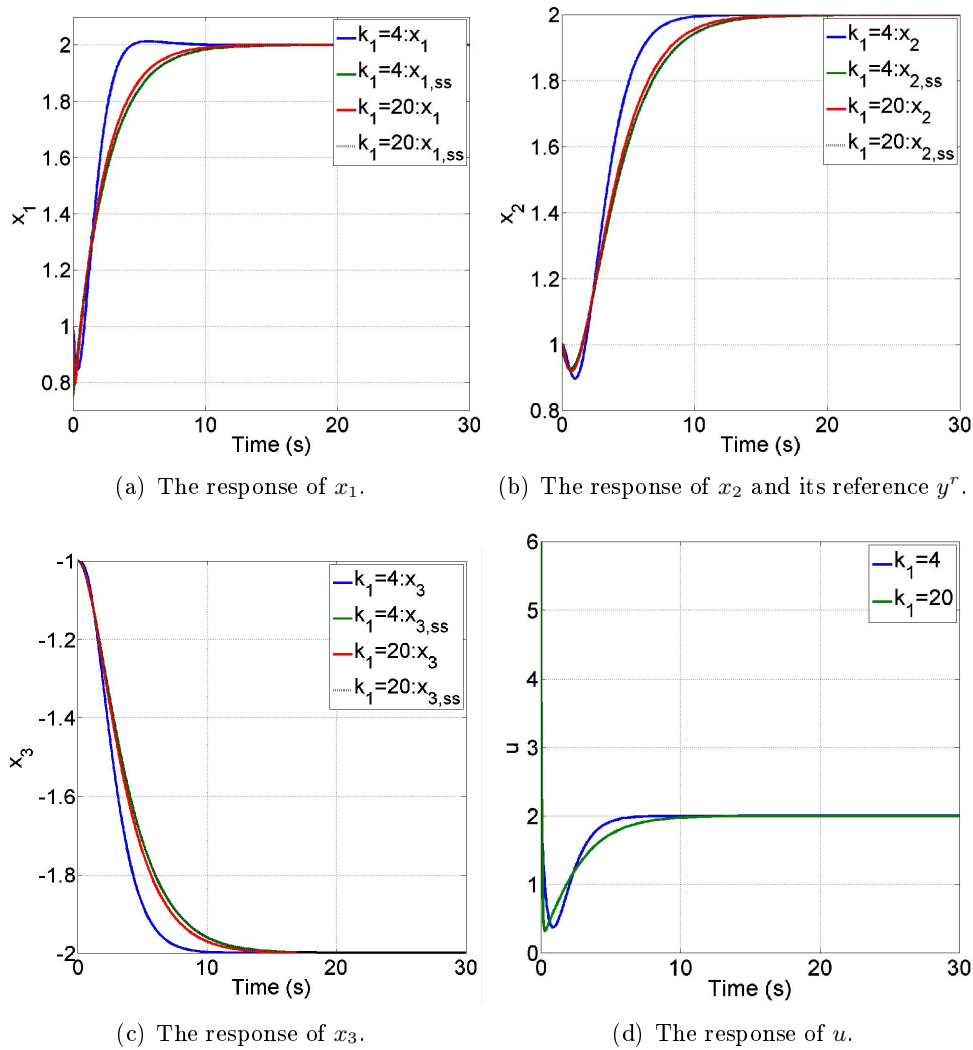 2.2
2
1.8
1.6
1.4
1.2
1
0.8
x₁
0 10 20 30
Time (s)
k₁=4:x₁
k₁=4:x₁,ss
k₁=20:x₁
k₁=20:x₁,ss
(a) The response of x₁.
2
1.8
1.6
1.4
1.2
1
0.8
x₂
0 10 20 30
Time (s)
k₁=4:x₂
k₁=4:x₂,ss
k₁=20:x₂
k₁=20:x₂,ss
(b) The response of x₂ and its reference yʳ.
-1
-1.2
-1.4
-1.6
-1.8
-2
x₃
0 10 20 30
Time (s)
k₁=4:x₃
k₁=4:x₃,ss
k₁=20:x₃
k₁=20:x₃,ss
(c) The response of x₃.
6
5
4
3
2
1
0
u
0 10 20 30
Time (s)
k₁=4
k₁=20
(d) The response of u.